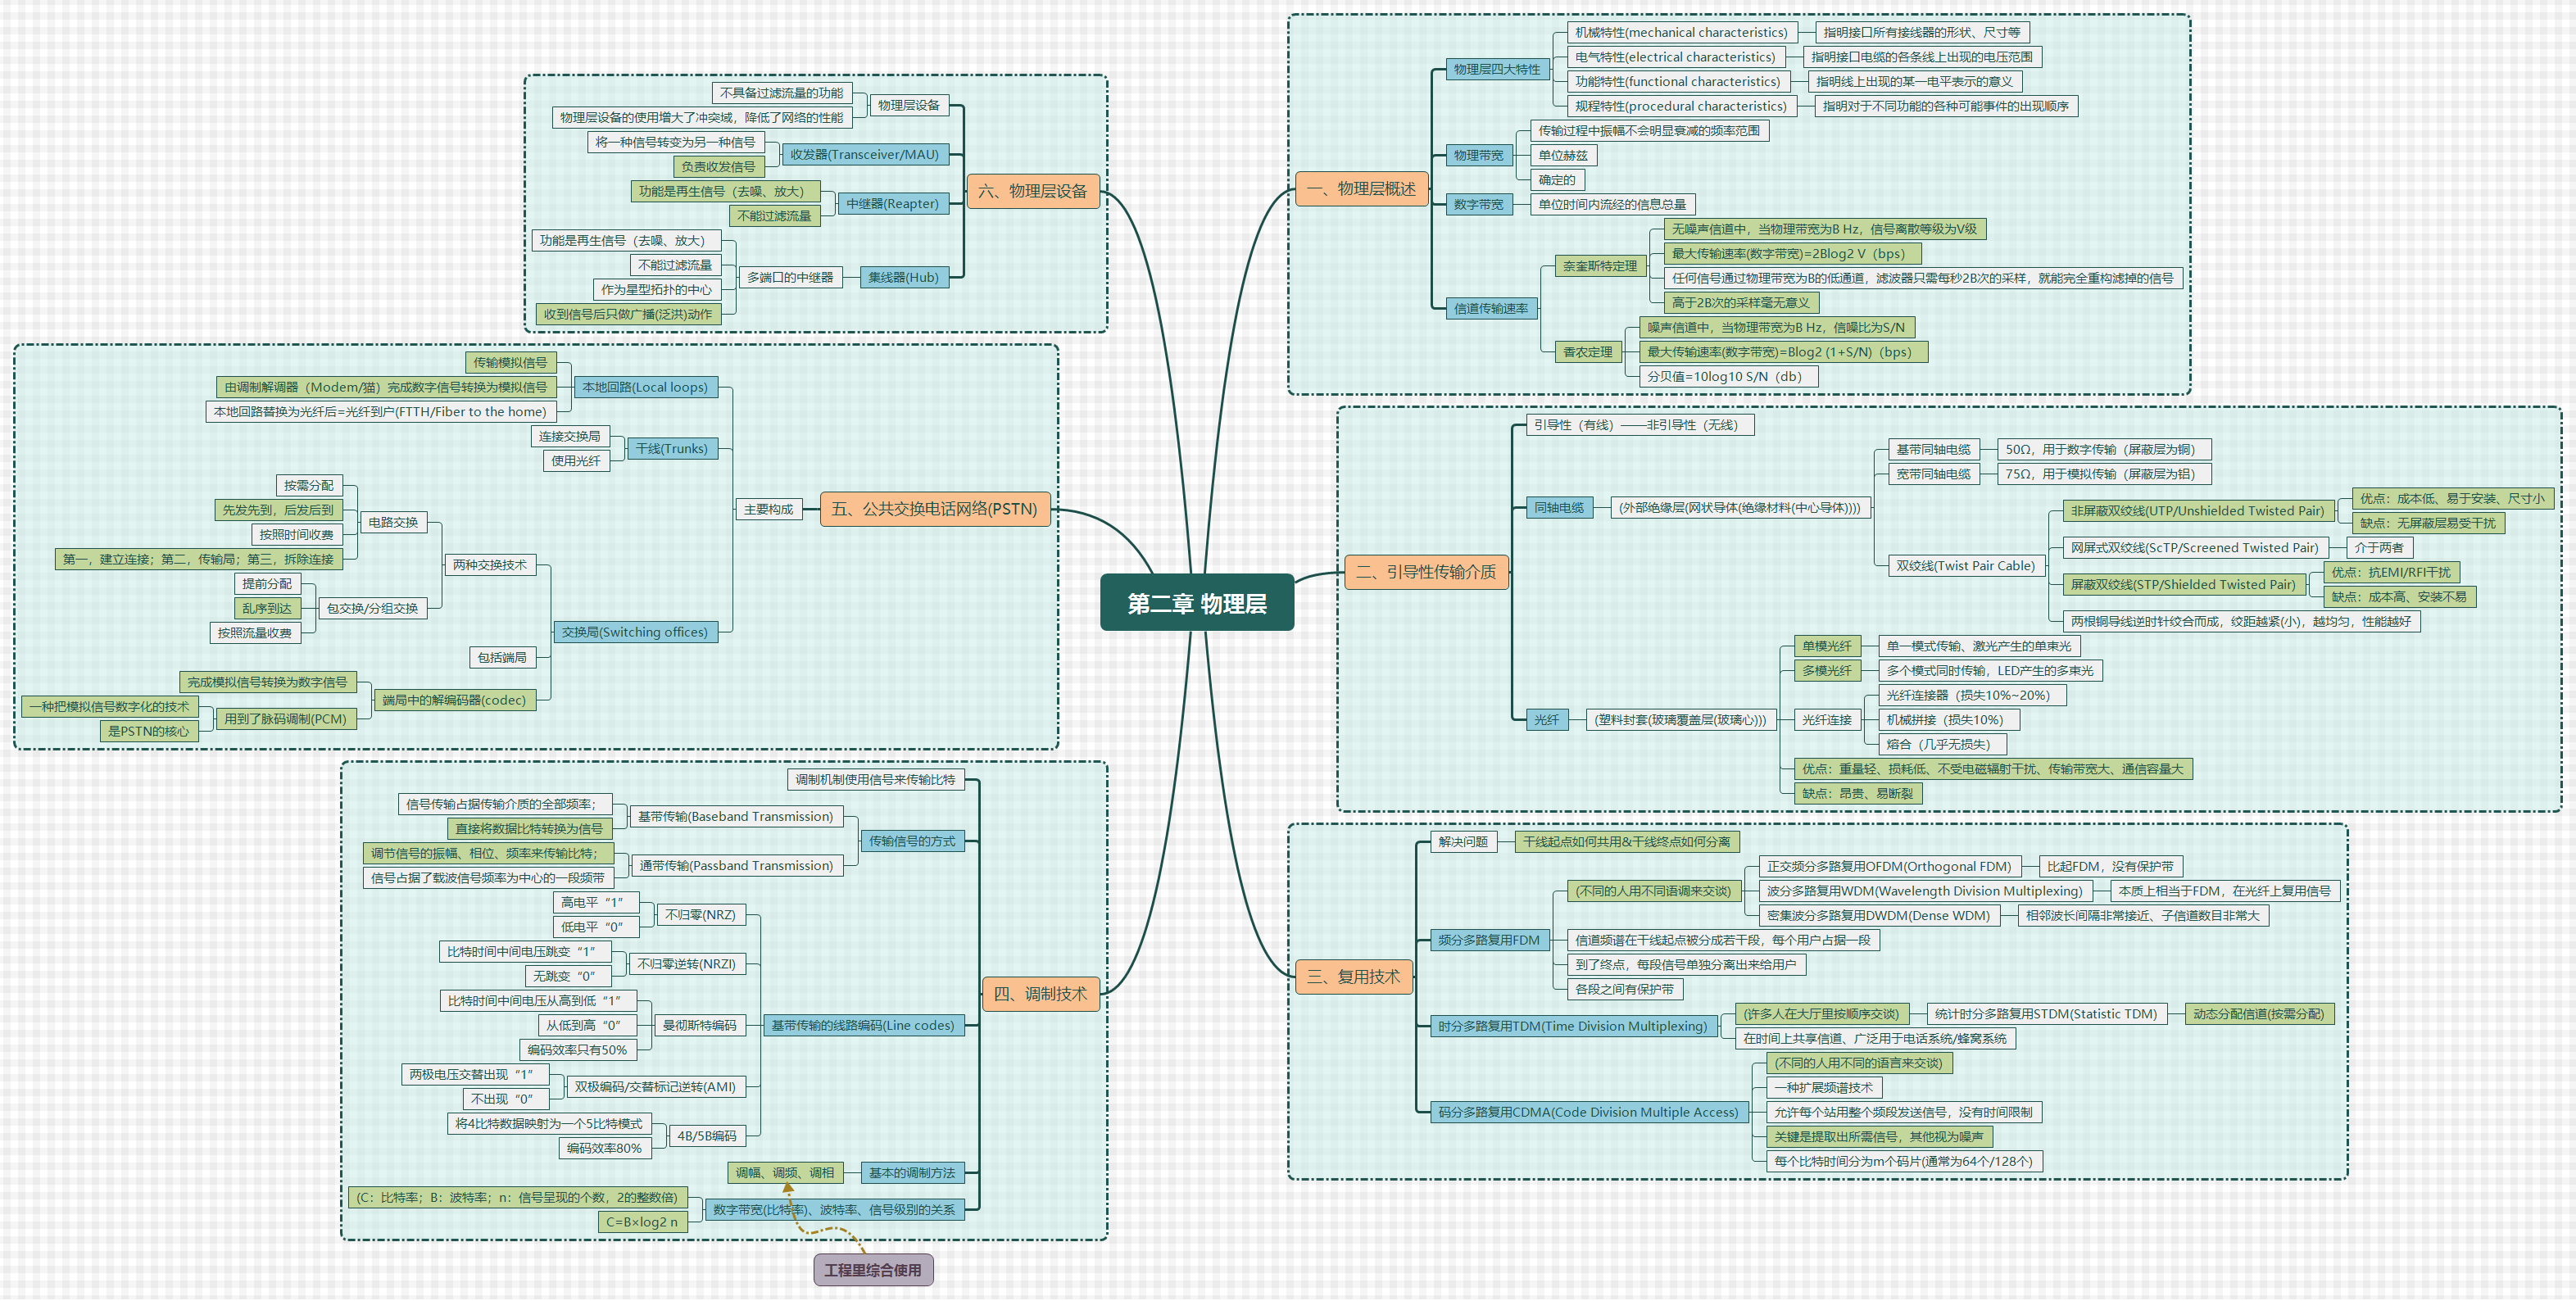 第二章 物理层
一、物理层概述
物理层四大特性
机械特性(mechanical characteristics)
指明接口所有接线器的形状、尺寸等
电气特性(electrical characteristics)
指明接口电缆的各条线上出现的电压范围
功能特性(functional characteristics)
指明线上出现的某一电平表示的意义
规程特性(procedural characteristics)
指明对于不同功能的各种可能事件的出现顺序
物理带宽
传输过程中振幅不会明显衰减的频率范围
单位赫兹
确定的
数字带宽
单位时间内流经的信息总量
信道传输速率
奈奎斯特定理
无噪声信道中，当物理带宽为B Hz，信号离散等级为V级
最大传输速率(数字带宽)=2Blog2 V（bps）
任何信号通过物理带宽为B的低通道，滤波器只需每秒2B次的采样，就能完全重构滤掉的信号
高于2B次的采样毫无意义
香农定理
噪声信道中，当物理带宽为B Hz，信噪比为S/N
最大传输速率(数字带宽)=Blog2 (1+S/N)（bps）
分贝值=10log10 S/N（db）
二、引导性传输介质
引导性（有线）——非引导性（无线）
同轴电缆
(外部绝缘层(网状导体(绝缘材料(中心导体))))
基带同轴电缆
50Ω，用于数字传输（屏蔽层为铜）
宽带同轴电缆
75Ω，用于模拟传输（屏蔽层为铝）
双绞线(Twist Pair Cable)
非屏蔽双绞线(UTP/Unshielded Twisted Pair)
优点：成本低、易于安装、尺寸小
缺点：无屏蔽层易受干扰
网屏式双绞线(ScTP/Screened Twisted Pair)
介于两者
屏蔽双绞线(STP/Shielded Twisted Pair)
优点：抗EMI/RFI干扰
缺点：成本高、安装不易
两根铜导线逆时针绞合而成，绞距越紧(小)，越均匀，性能越好
光纤
(塑料封套(玻璃覆盖层(玻璃心)))
单模光纤
单一模式传输、激光产生的单束光
多模光纤
多个模式同时传输，LED产生的多束光
光纤连接
光纤连接器（损失10%~20%）
机械拼接（损失10%）
熔合（几乎无损失）
优点：重量轻、损耗低、不受电磁辐射干扰、传输带宽大、通信容量大
缺点：昂贵、易断裂
三、复用技术
解决问题
干线起点如何共用&干线终点如何分离
频分多路复用FDM
(不同的人用不同语调来交谈)
正交频分多路复用OFDM(Orthogonal FDM)
比起FDM，没有保护带
波分多路复用WDM(Wavelength Division Multiplexing)
本质上相当于FDM，在光纤上复用信号
密集波分多路复用DWDM(Dense WDM)
相邻波长间隔非常接近、子信道数目非常大
信道频谱在干线起点被分成若干段，每个用户占据一段
到了终点，每段信号单独分离出来给用户
各段之间有保护带
时分多路复用TDM(Time Division Multiplexing)
(许多人在大厅里按顺序交谈)
统计时分多路复用STDM(Statistic TDM)
动态分配信道(按需分配)
在时间上共享信道、广泛用于电话系统/蜂窝系统
码分多路复用CDMA(Code Division Multiple Access)
(不同的人用不同的语言来交谈)
一种扩展频谱技术
允许每个站用整个频段发送信号，没有时间限制
关键是提取出所需信号，其他视为噪声
每个比特时间分为m个码片(通常为64个/128个)
四、调制技术
调制机制使用信号来传输比特
传输信号的方式
基带传输(Baseband Transmission)
信号传输占据传输介质的全部频率；
直接将数据比特转换为信号
通带传输(Passband Transmission)
调节信号的振幅、相位、频率来传输比特；
信号占据了载波信号频率为中心的一段频带
基带传输的线路编码(Line codes)
不归零(NRZ)
高电平“1”
低电平“0”
不归零逆转(NRZI)
比特时间中间电压跳变“1”
无跳变“0”
曼彻斯特编码
比特时间中间电压从高到低“1”
从低到高“0”
编码效率只有50%
双极编码/交替标记逆转(AMI)
两极电压交替出现“1”
不出现“0”
4B/5B编码
将4比特数据映射为一个5比特模式
编码效率80%
基本的调制方法
调幅、调频、调相
数字带宽(比特率)、波特率、信号级别的关系
(C：比特率；B：波特率；n：信号呈现的个数，2的整数倍)
C=B×log2 n
工程里综合使用
五、公共交换电话网络(PSTN)
主要构成
本地回路(Local loops)
传输模拟信号
由调制解调器（Modem/猫）完成数字信号转换为模拟信号
本地回路替换为光纤后=光纤到户(FTTH/Fiber to the home)
干线(Trunks)
连接交换局
使用光纤
交换局(Switching offices)
两种交换技术
电路交换
按需分配
先发先到，后发后到
按照时间收费
第一，建立连接；第二，传输局；第三，拆除连接
包交换/分组交换
提前分配
乱序到达
按照流量收费
包括端局
端局中的解编码器(codec)
完成模拟信号转换为数字信号
用到了脉码调制(PCM)
一种把模拟信号数字化的技术
是PSTN的核心
六、物理层设备
物理层设备
不具备过滤流量的功能
物理层设备的使用增大了冲突域，降低了网络的性能
收发器(Transceiver/MAU)
将一种信号转变为另一种信号
负责收发信号
中继器(Reapter)
功能是再生信号（去噪、放大）
不能过滤流量
集线器(Hub)
多端口的中继器
功能是再生信号（去噪、放大）
不能过滤流量
作为星型拓扑的中心
收到信号后只做广播(泛洪)动作